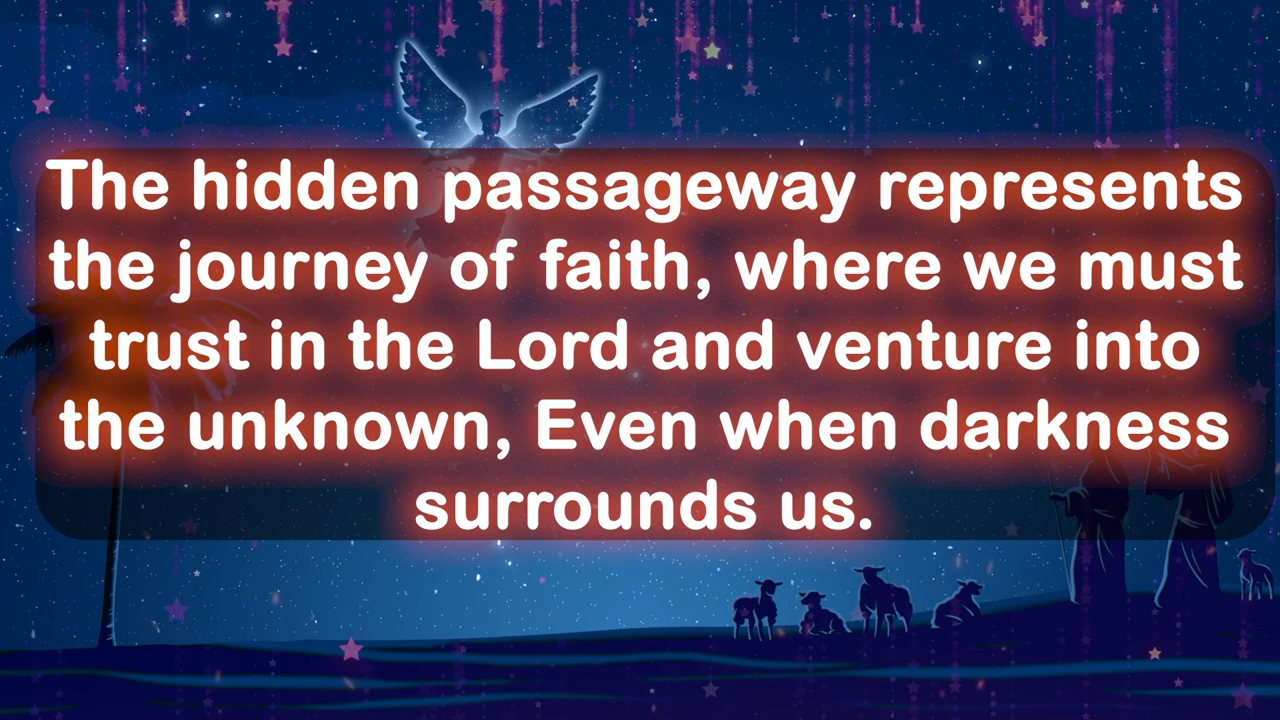 The hidden passageway represents
the journey of faith, where we must
trust in the Lord and venture into
the unknown, Even when darkness
surrounds us.